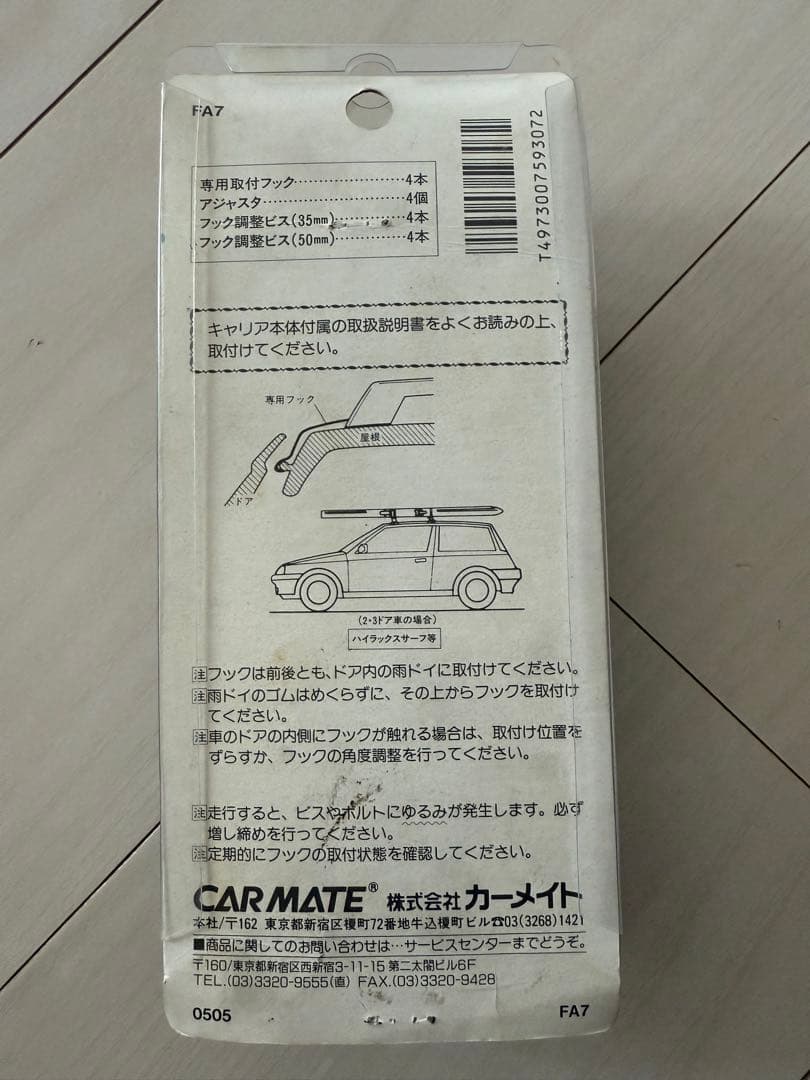 FA7
専用取付フック……………………4本
アジャスタ…………………………4個
フック調整ビス(35mm)……………4本
フック調整ビス(50mm)……………4本
T4973007593072
キャリア本体付属の取扱説明書をよくお読みの上、
取付けてください。
専用フック
屋根
ドア
(2・3ドア車の場合)
ハイラックスサーフ等
注フックは前後とも、ドア内の雨ドイに取付けてください。
注雨ドイのゴムはめくらずに、その上からフックを取付け
てください。
注車のドアの内側にフックが触れる場合は、取付け位置を
ずらすか、フックの角度調整を行ってください。
注走行すると、ビスやボルトにゆるみが発生します。必ず
増し締めを行ってください。
注定期的にフックの取付状態を確認してください。
CARMATE® 株式会社 カーメイト
本社/〒162 東京都新宿区榎町72番地牛込榎町ビル☎03(3268)1421
■商品に関してのお問い合わせは…サービスセンターまでどうぞ。
〒160/東京都新宿区西新宿3-11-15 第二太閤ビル6F
TEL.(03)3320-9555(直) FAX.(03)3320-9428
0505
FA7